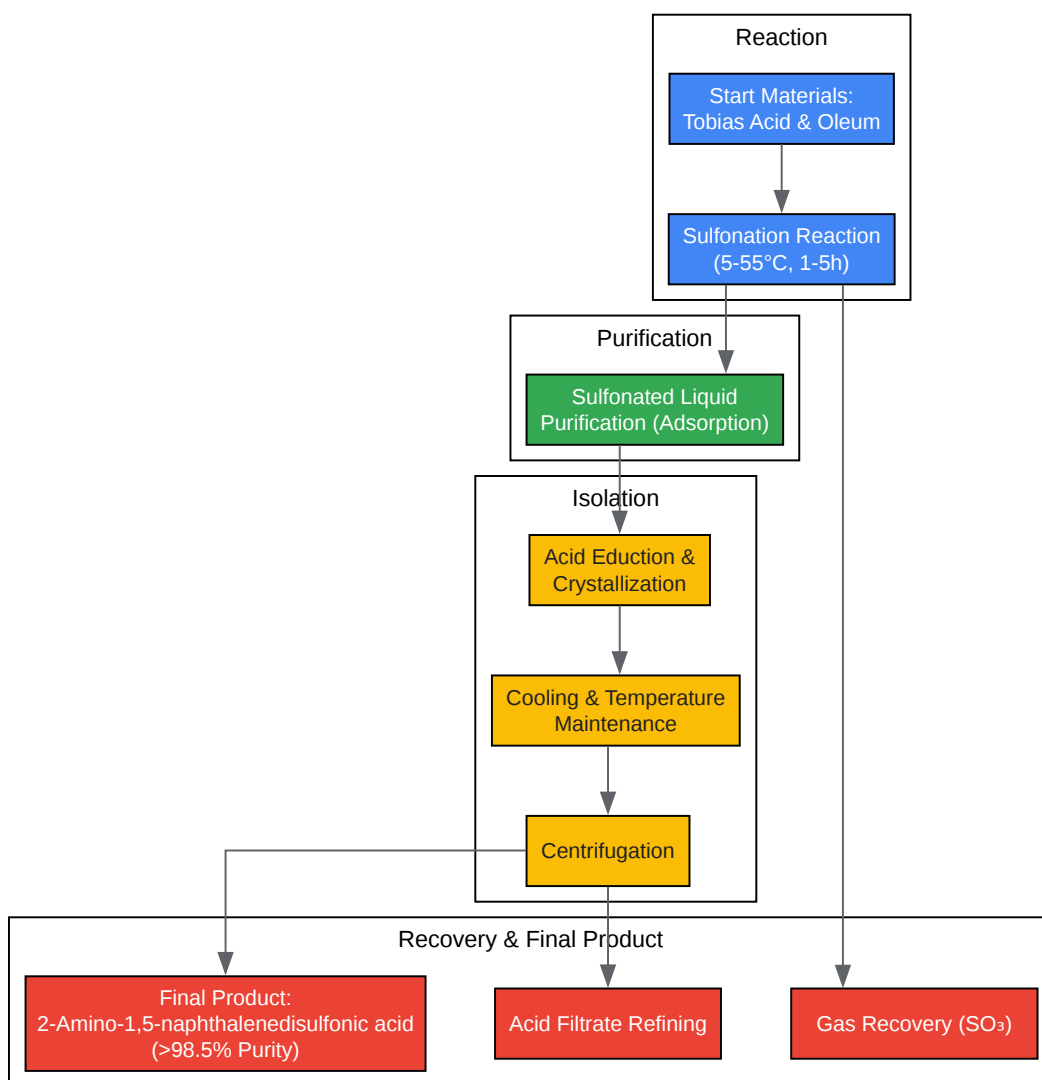 Reaction
Start Materials:
Tobias Acid & Oleum
Sulfonation Reaction
(5-55°C, 1-5h)
Purification
Sulfonated Liquid
Purification (Adsorption)
Isolation
Acid Eduction &
Crystallization
Cooling & Temperature
Maintenance
Centrifugation
Recovery & Final Product
Final Product:
2-Amino-1,5-naphthalenedisulfonic acid
(>98.5% Purity)
Acid Filtrate Refining
Gas Recovery (SO₃)